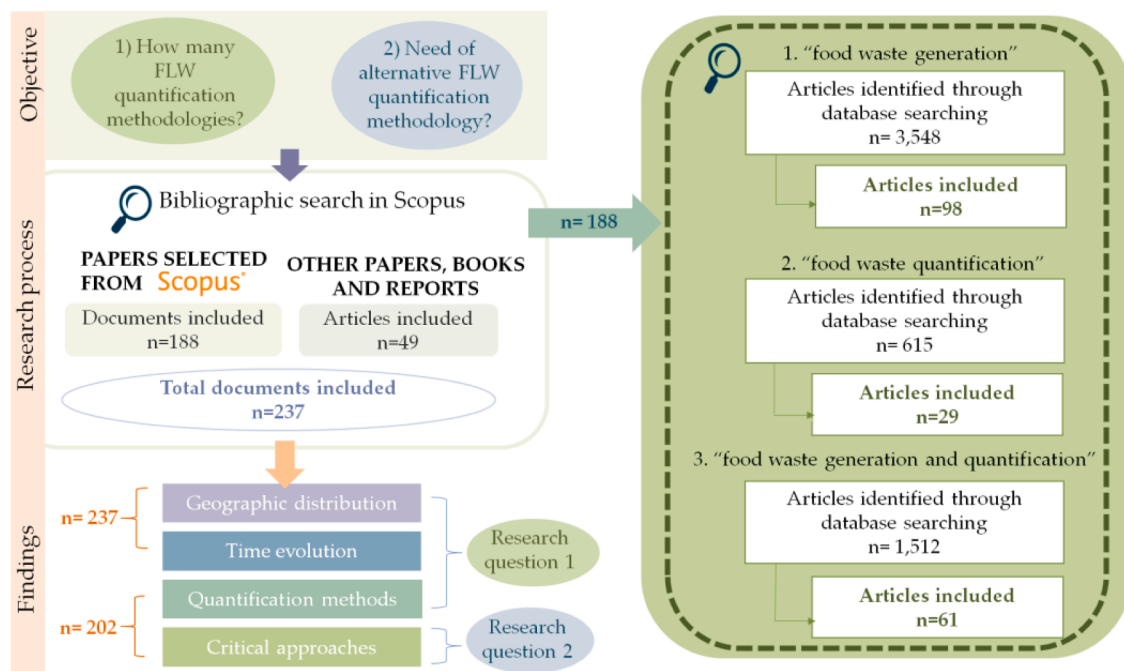 Objective
1) How many
FLW
quantification
methodologies?
2) Need of
alternative FLW
quantification
methodology?
Research process
Bibliographic search in Scopus
PAPERS SELECTED
FROM Scopus®
Documents included
n=188
OTHER PAPERS, BOOKS
AND REPORTS
Articles included
n=49
Total documents included
n=237
n= 188
1. “food waste generation”
Articles identified through
database searching
n= 3,548
Articles included
n=98
2. “food waste quantification”
Articles identified through
database searching
n= 615
Articles included
n=29
3. “food waste generation and quantification”
Articles identified through
database searching
n= 1,512
Articles included
n=61
Findings
n= 237
n= 202
Geographic distribution
Time evolution
Quantification methods
Critical approaches
Research
question 1
Research
question 2